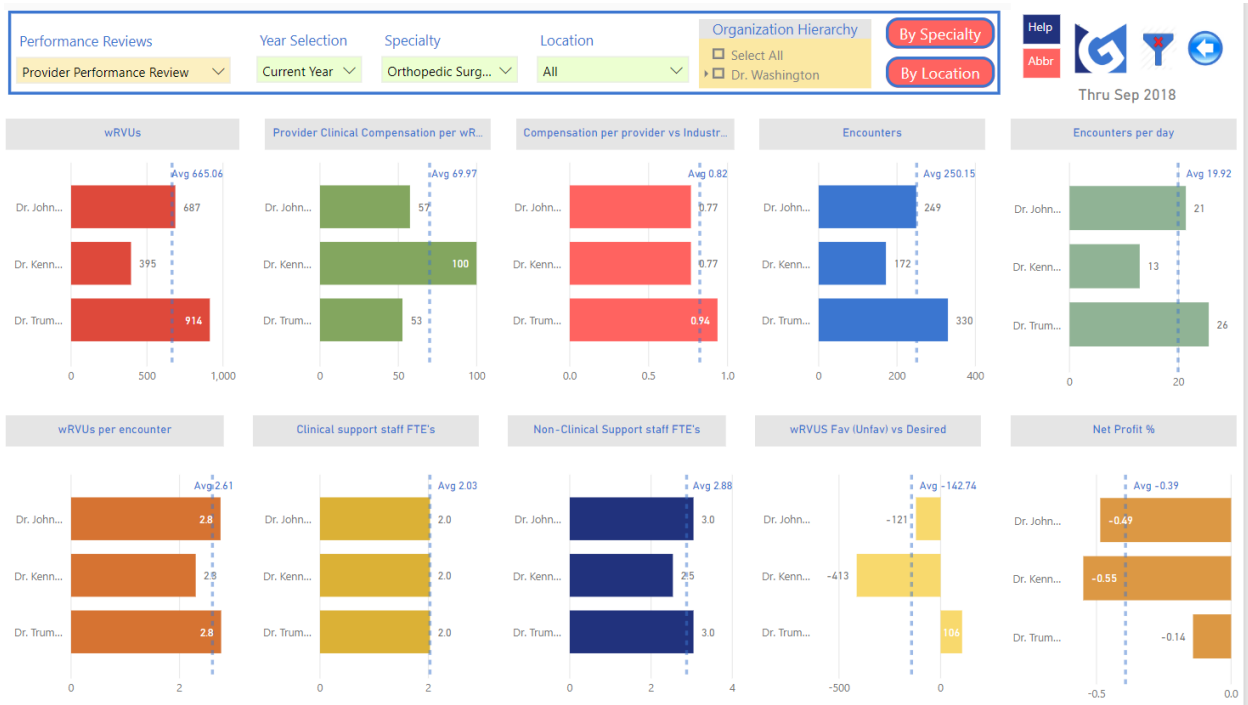 Performance Reviews
Provider Performance Review
Year Selection
Current Year
Specialty
Orthopedic Surg...
Location
All
Organization Hierarchy
Select All
Dr. Washington
By Specialty
By Location
Help
Abbr
Thru Sep 2018
wRVUs
Avg 665.06
Dr. John... 687
Dr. Kenn... 395
Dr. Trum... 914
0 500 1,000
Provider Clinical Compensation per wR...
Avg 69.97
Dr. John... 57
Dr. Kenn... 100
Dr. Trum... 53
0 50 100
Compensation per provider vs Industr...
Avg 0.82
Dr. John... 0.77
Dr. Kenn... 0.77
Dr. Trum... 0.94
0.0 0.5 1.0
Encounters
Avg 250.15
Dr. John... 249
Dr. Kenn... 172
Dr. Trum... 330
0 200 400
Encounters per day
Avg 19.92
Dr. John... 21
Dr. Kenn... 13
Dr. Trum... 26
0 20
wRVUs per encounter
Avg 2.61
Dr. John... 2.8
Dr. Kenn... 2.3
Dr. Trum... 2.8
0 2
Clinical support staff FTE's
Avg 2.03
Dr. John... 2.0
Dr. Kenn... 2.0
Dr. Trum... 2.0
0 2
Non-Clinical Support staff FTE's
Avg 2.88
Dr. John... 3.0
Dr. Kenn... 2.5
Dr. Trum... 3.0
0 2 4
wRVUS Fav (Unfav) vs Desired
Avg -142.74
Dr. John... -121
Dr. Kenn... -413
Dr. Trum... 106
-500 0
Net Profit %
Avg -0.39
Dr. John... -0.49
Dr. Kenn... -0.55
Dr. Trum... -0.14
-0.5 0.0